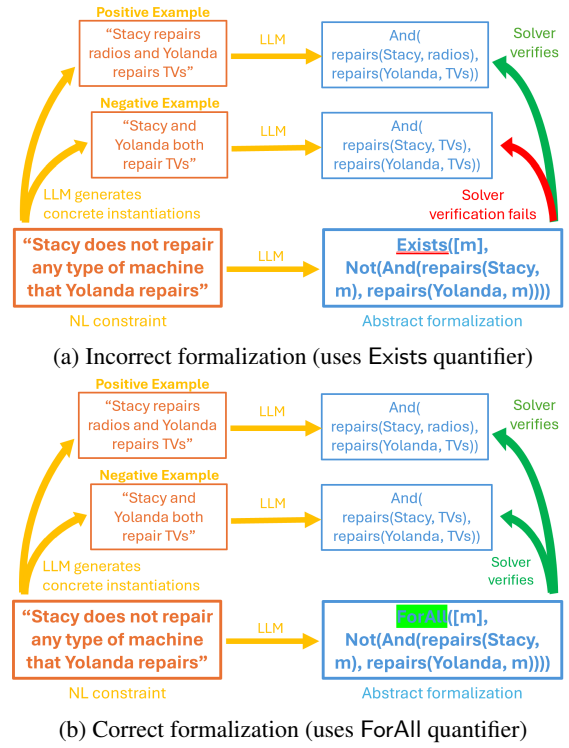 Positive Example
“Stacy repairs
radios and Yolanda
repairs TVs”
LLM
And(
repairs(Stacy, radios),
repairs(Yolanda, TVs))
Solver
verifies
Negative Example
“Stacy and
Yolanda both
repair TVs”
LLM
And(
repairs(Stacy, TVs),
repairs(Yolanda, TVs))
LLM generates
concrete instantiations
Solver
verification fails
“Stacy does not repair
any type of machine
that Yolanda repairs”
LLM
Exists([m],
Not(And(repairs(Stacy,
m), repairs(Yolanda, m))))
NL constraint
Abstract formalization
(a) Incorrect formalization (uses Exists quantifier)
Positive Example
“Stacy repairs
radios and Yolanda
repairs TVs”
LLM
And(
repairs(Stacy, radios),
repairs(Yolanda, TVs))
Solver
verifies
Negative Example
“Stacy and
Yolanda both
repair TVs”
LLM
And(
repairs(Stacy, TVs),
repairs(Yolanda, TVs))
LLM generates
concrete instantiations
Solver
verifies
“Stacy does not repair
any type of machine
that Yolanda repairs”
LLM
ForAll([m],
Not(And(repairs(Stacy,
m), repairs(Yolanda, m))))
NL constraint
Abstract formalization
(b) Correct formalization (uses ForAll quantifier)